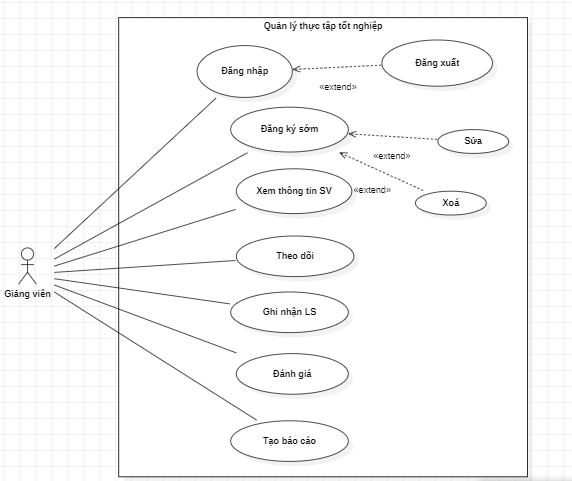 Quản lý thực tập tốt nghiệp
Đăng nhập
Đăng xuất
«extend»
Đăng ký sớm
Sửa
«extend»
Xem thông tin SV
«extend»
Xoá
Theo dõi
Giảng viên
Ghi nhận LS
Đánh giá
Tạo báo cáo